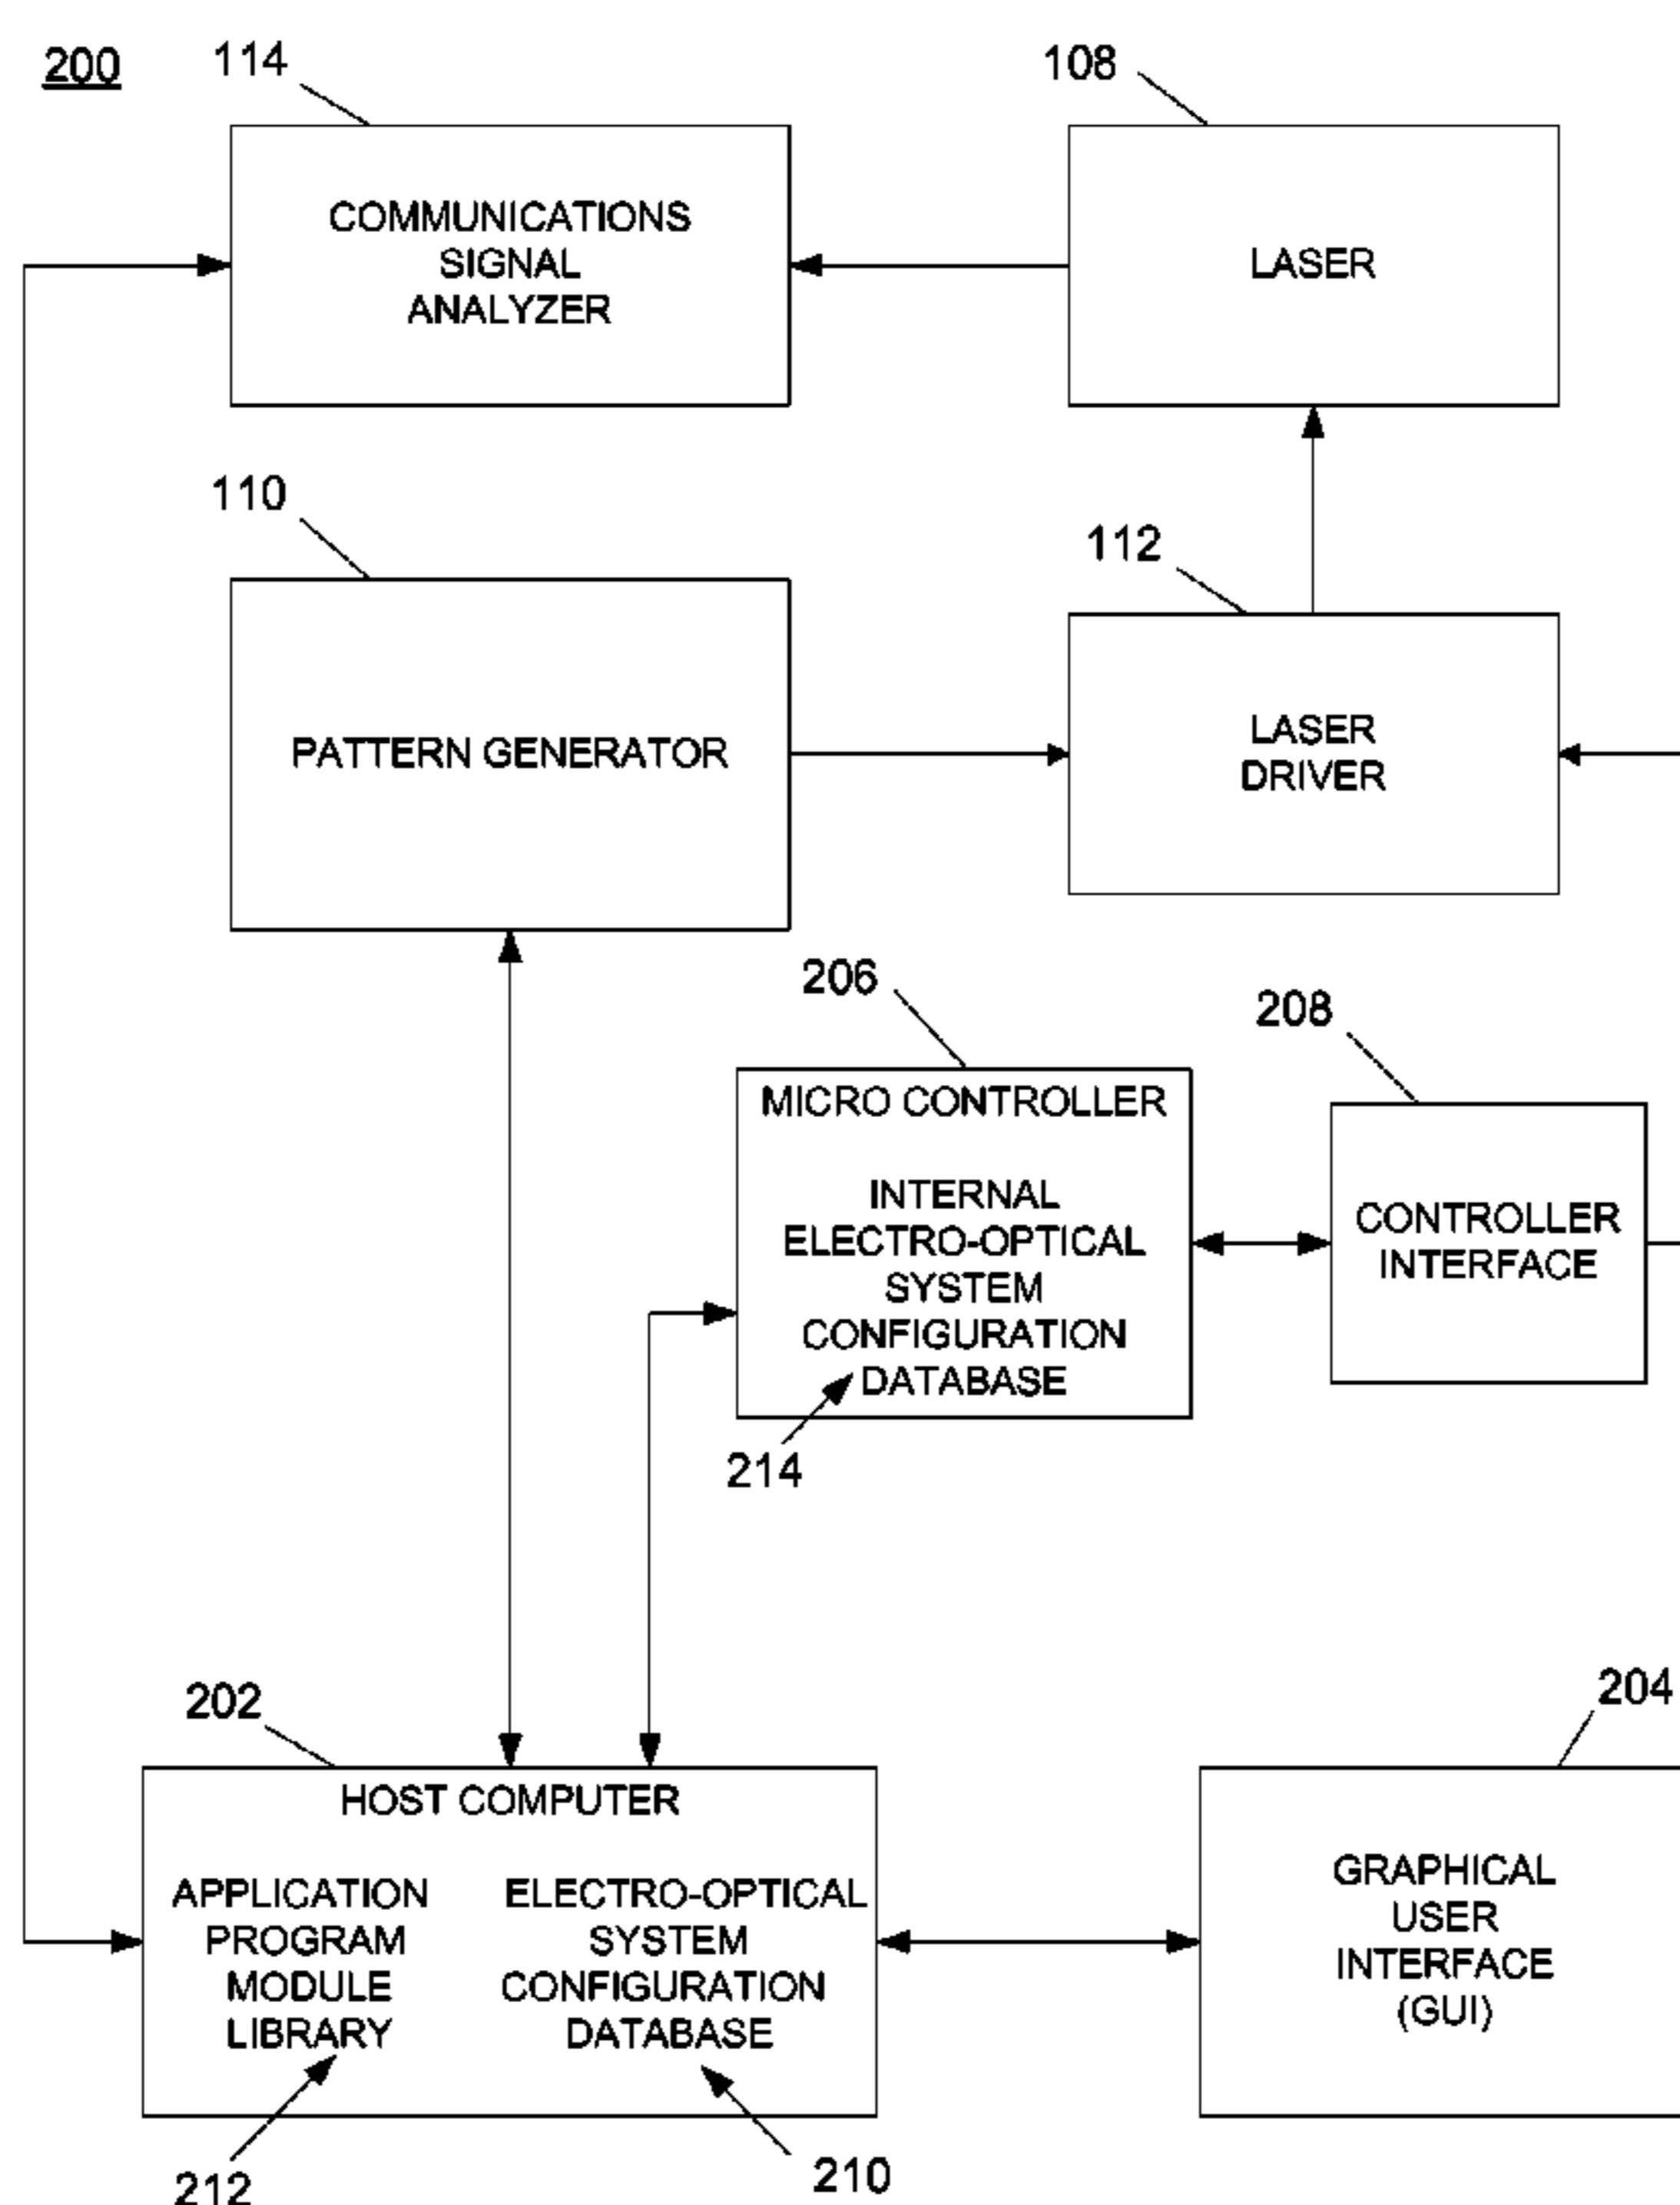 200
114
108
COMMUNICATIONS
SIGNAL
ANALYZER
LASER
110
112
PATTERN GENERATOR
LASER
DRIVER
206
208
MICRO CONTROLLER
INTERNAL
ELECTRO-OPTICAL
SYSTEM
CONFIGURATION
DATABASE
CONTROLLER
INTERFACE
214
202
204
HOST COMPUTER
APPLICATION
PROGRAM
MODULE
LIBRARY
ELECTRO-OPTICAL
SYSTEM
CONFIGURATION
DATABASE
GRAPHICAL
USER
INTERFACE
(GUI)
212
210